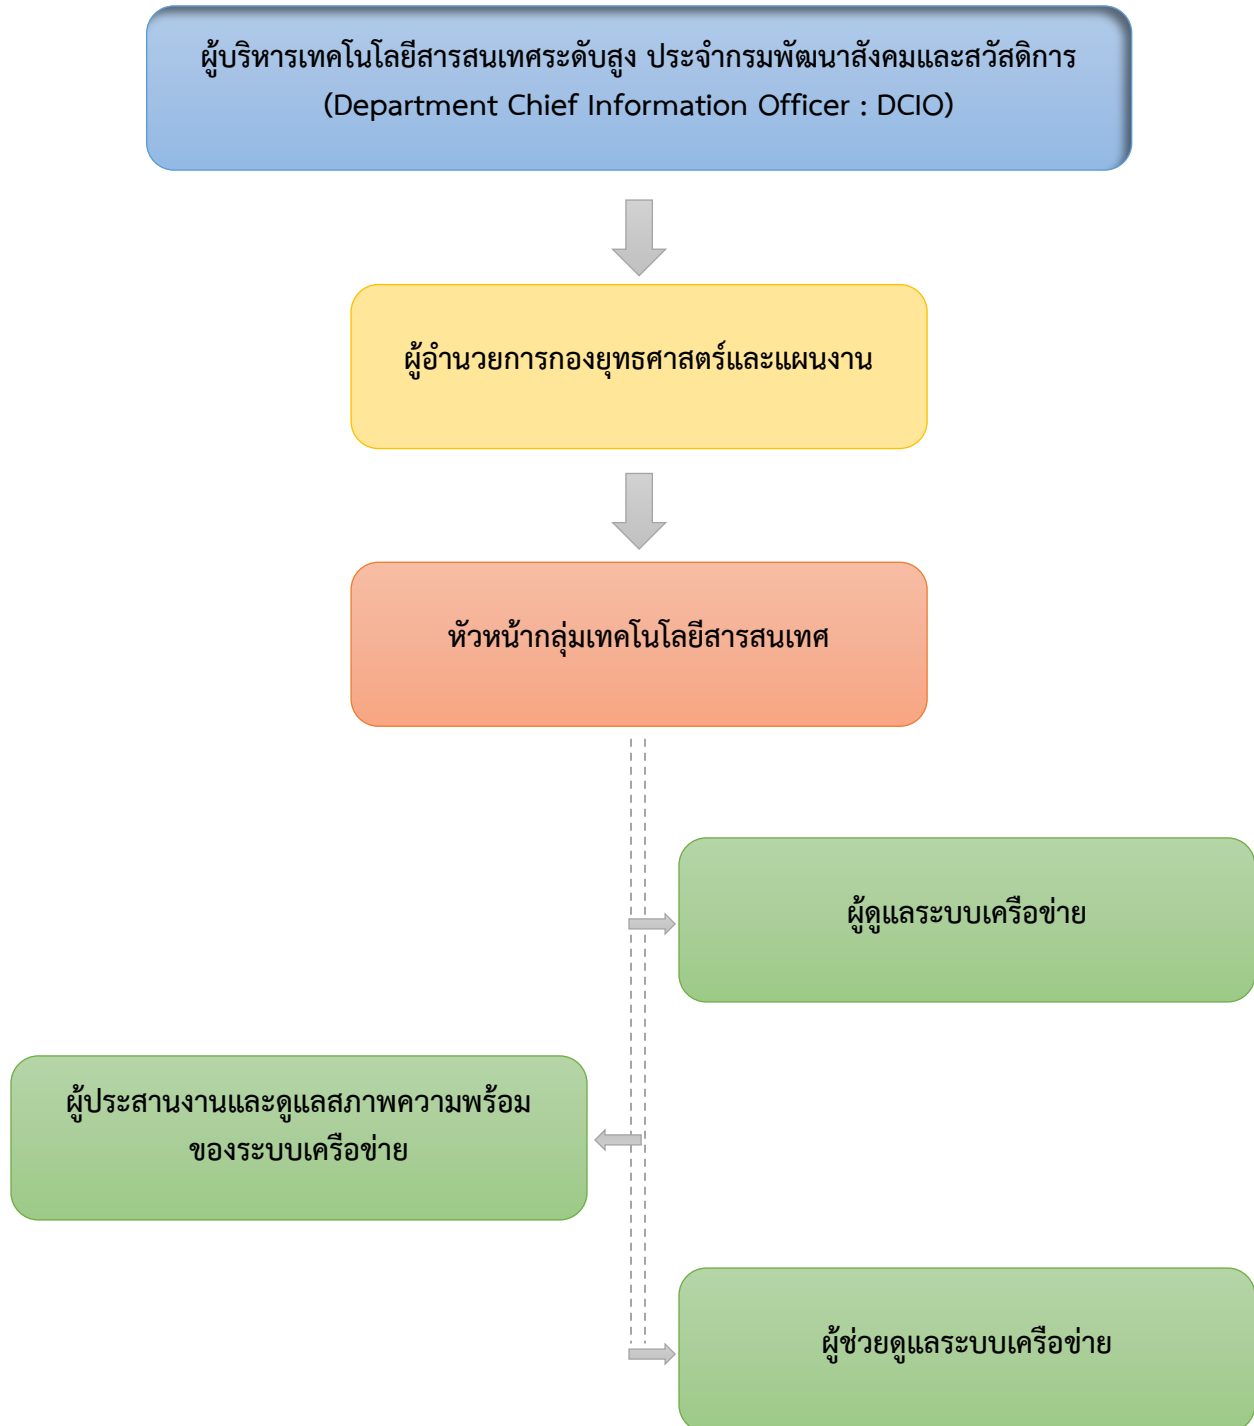 ผู้บริหารเทคโนโลยีสารสนเทศระดับสูง ประจำกรมพัฒนาสังคมและสวัสดิการ
(Department Chief Information Officer : DCIO)
ผู้อำนวยการกองยุทธศาสตร์และแผนงาน
หัวหน้ากลุ่มเทคโนโลยีสารสนเทศ
ผู้ดูแลระบบเครือข่าย
ผู้ประสานงานและดูแลสภาพความพร้อม
ของระบบเครือข่าย
ผู้ช่วยดูแลระบบเครือข่าย